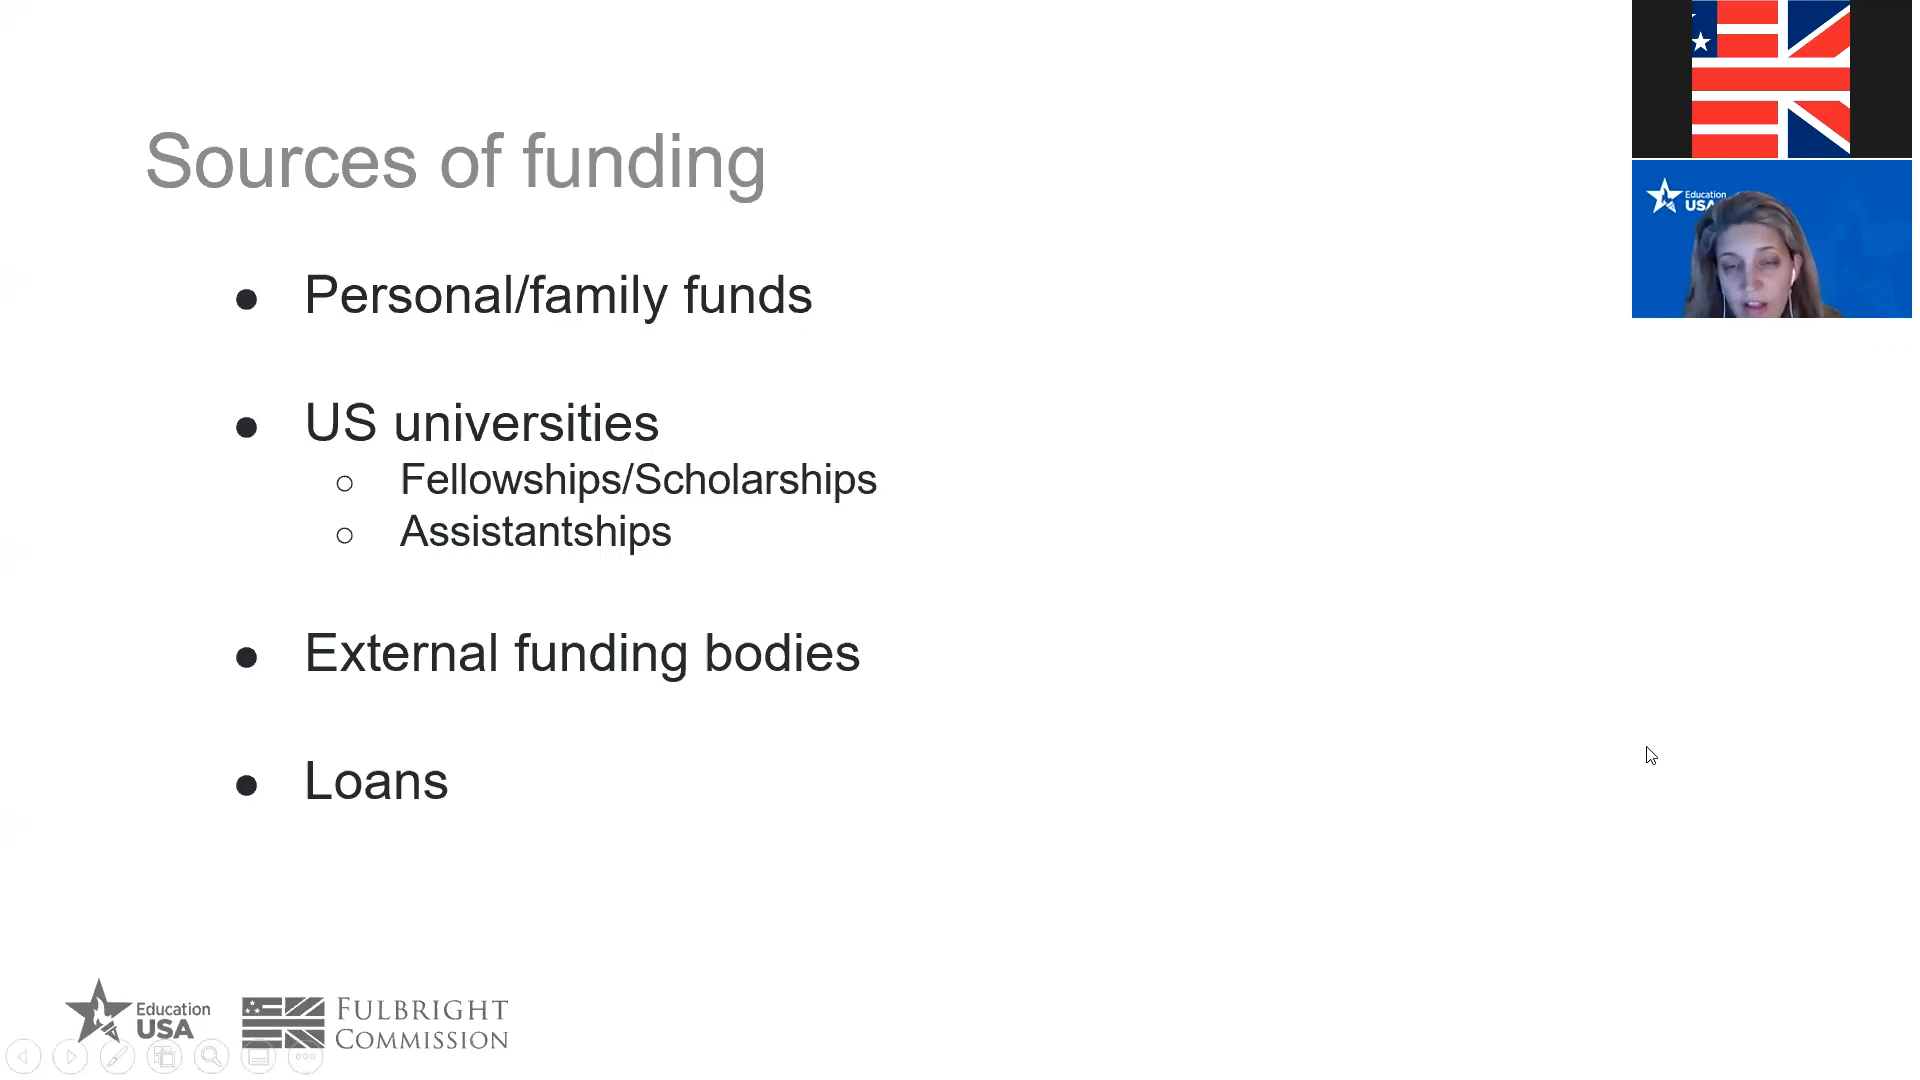 Sources of funding
Personal/family funds
US universities
Fellowships/Scholarships
Assistantships
External funding bodies
Loans
Education
USA
FULBRIGHT
COMMISSION
Education
USA